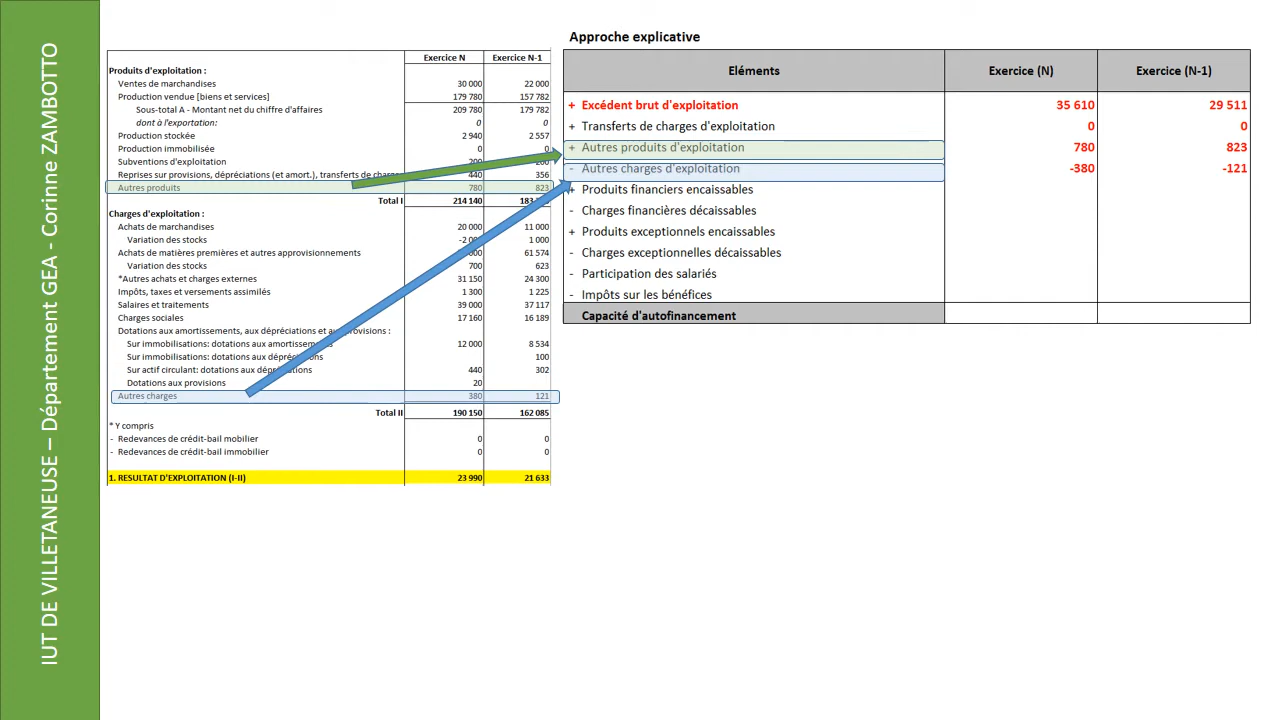 IUT DE VILLETANEUSE – Département GEA - Corinne ZAMBOTTO
Exercice N Exercice N-1
Produits d'exploitation :
Ventes de marchandises 30 000 22 000
Production vendue [biens et services] 179 780 157 782
Sous-total A - Montant net du chiffre d'affaires 209 780 179 782
dont à l'exportation: 0 0
Production stockée 2 940 2 557
Production immobilisée 0 0
Subventions d'exploitation 200
Reprises sur provisions, dépréciations (et amort.), transferts de 440 356
Autres produits 780 823
Total I 214 140
Charges d'exploitation :
Achats de marchandises 20 000 11 000
Variation des stocks 1 000
Achats de matières premières et autres approvisionnements 61 574
Variation des stocks 700 623
*Autres achats et charges externes 31 150 24 300
Impôts, taxes et versements assimilés 1 300 1 225
Salaires et traitements 39 000 37 117
Charges sociales 17 160 16 189
Dotations aux amortissements, aux dépréciations et aux provisions :
Sur immobilisations: dotations aux amortissements 12 000 8 534
Sur immobilisations: dotations aux dépréciations 100
Sur actif circulant: dotations aux dépréciations 440 302
Dotations aux provisions 20
Autres charges 380 121
Total II 190 150 162 085
* Y compris
- Redevances de crédit-bail mobilier 0 0
- Redevances de crédit-bail immobilier 0 0
1. RESULTAT D'EXPLOITATION (I-II) 23 990 21 633
Approche explicative
Eléments Exercice (N) Exercice (N-1)
+ Excédent brut d'exploitation 35 610 29 511
+ Transferts de charges d'exploitation 0 0
+ Autres produits d'exploitation 780 823
- Autres charges d'exploitation -380 -121
+ Produits financiers encaissables
- Charges financières décaissables
+ Produits exceptionnels encaissables
- Charges exceptionnelles décaissables
- Participation des salariés
- Impôts sur les bénéfices
Capacité d'autofinancement